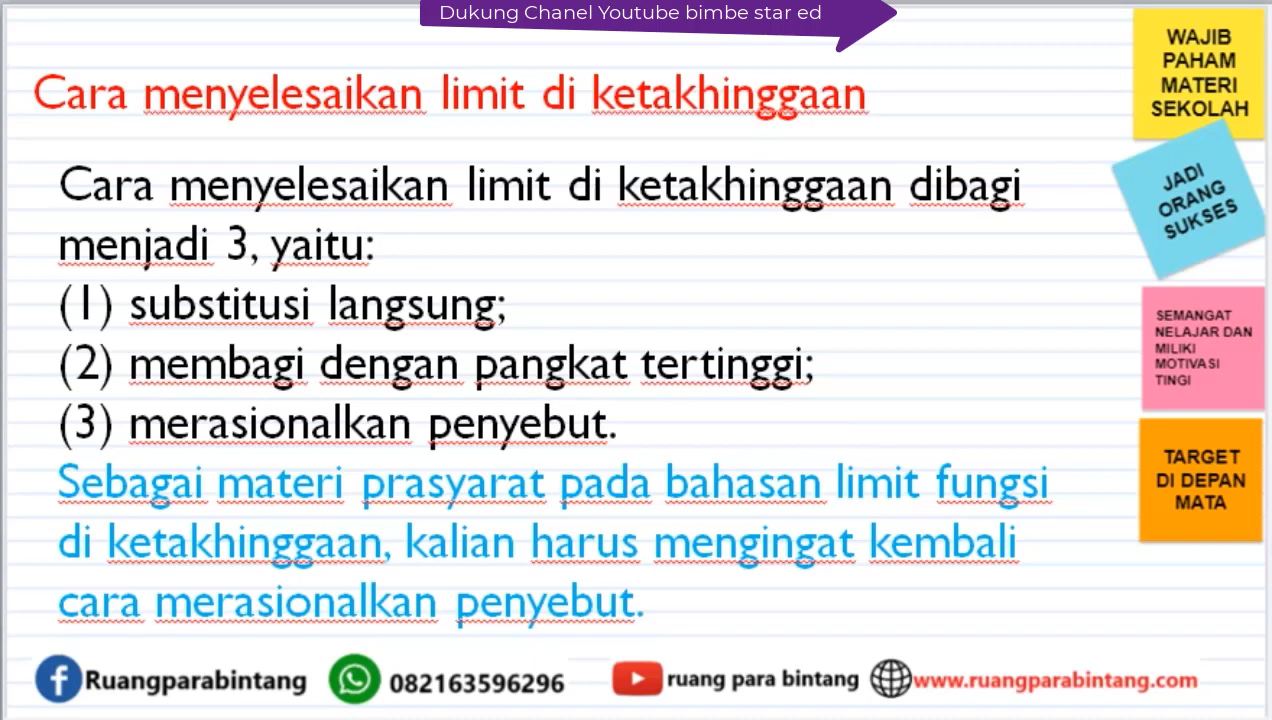 Dukung Chanel Youtube bimbe star ed
Cara menyelesaikan limit di ketakhinggaan
Cara menyelesaikan limit di ketakhinggaan dibagi
menjadi 3, yaitu:
(1) substitusi langsung;
(2) membagi dengan pangkat tertinggi;
(3) merasionalkan penyebut.
Sebagai materi prasyarat pada bahasan limit fungsi
di ketakhinggaan, kalian harus mengingat kembali
cara merasionalkan penyebut.
WAJIB
PAHAM
MATERI
SEKOLAH
JADI
ORANG
SUKSES
SEMANGAT
NELAJAR DAN
MILIKI
MOTIVASI
TINGI
TARGET
DI DEPAN
MATA
Ruangparabintang 082163596296 ruang para bintang www.ruangparabintang.com